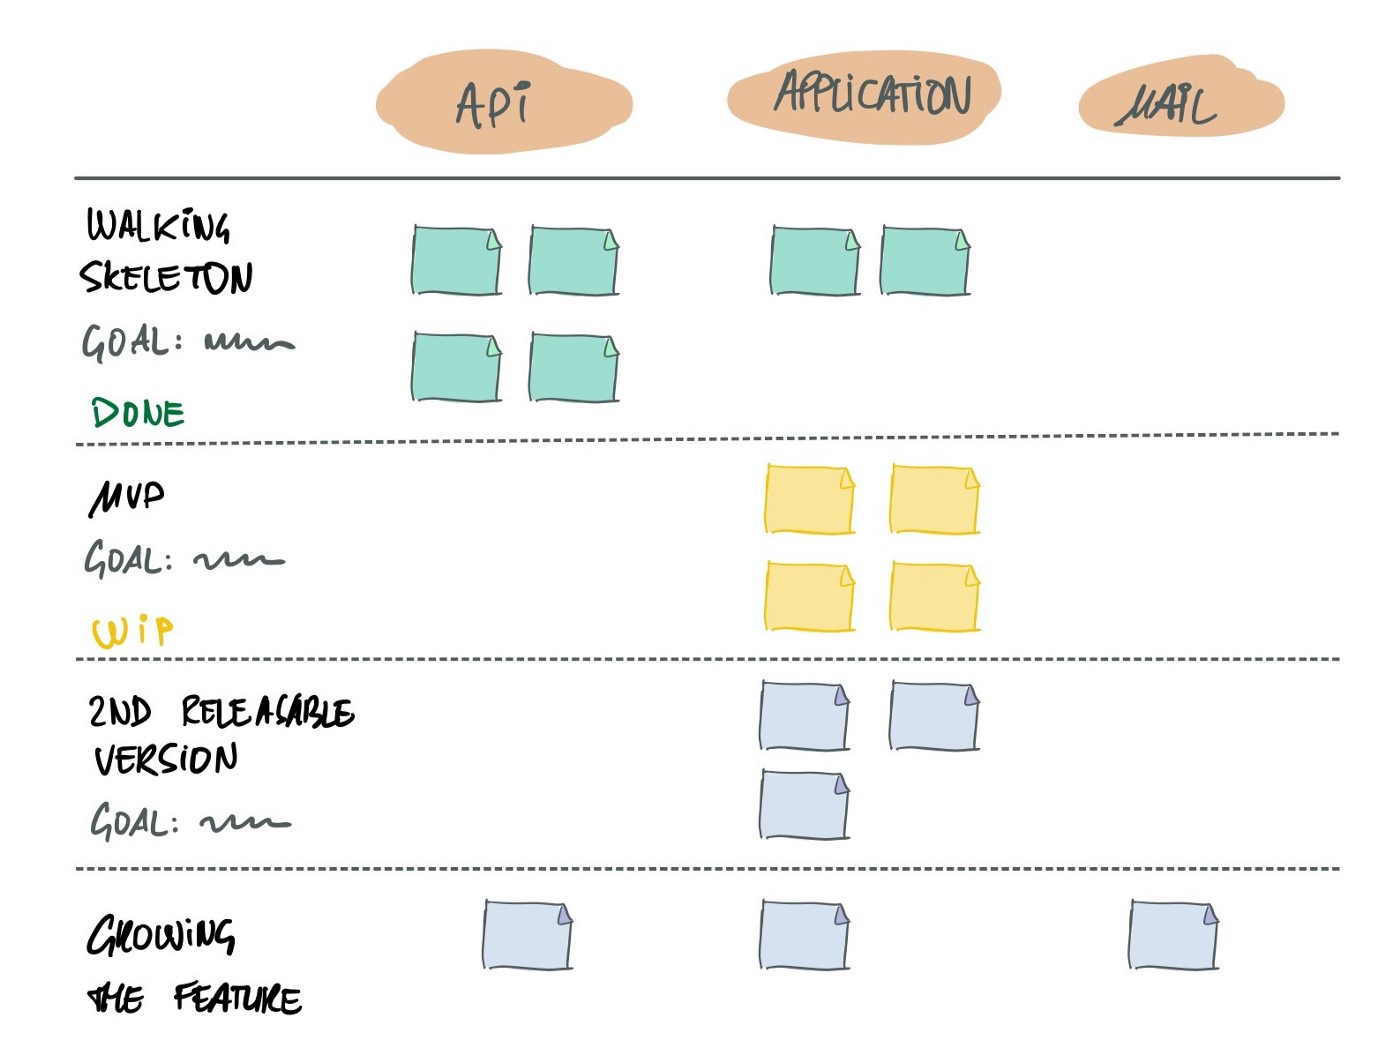 API
APPLICATION
MAIL
WALKING
SKELETON
GOAL:
DONE
MVP
GOAL:
WIP
2ND RELEASABLE
VERSION
GOAL:
GROWING
THE FEATURE